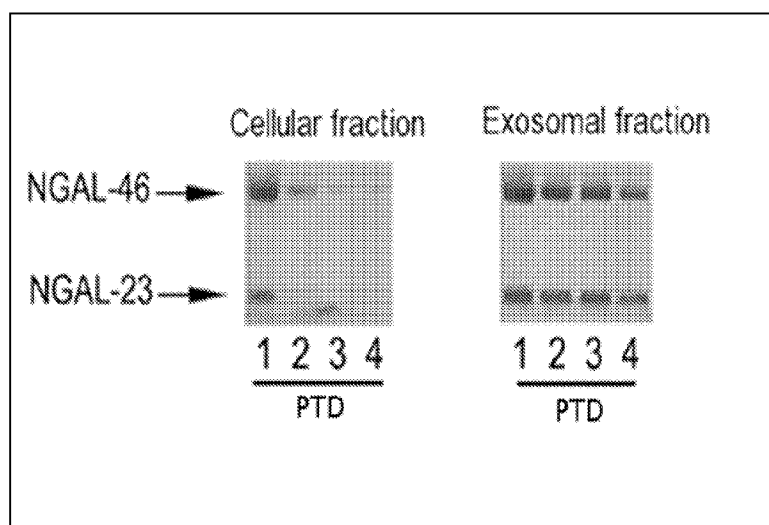 Cellular fraction Exosomal fraction
NGAL-46
NGAL-23
1 2 3 4 1 2 3 4
PTD PTD